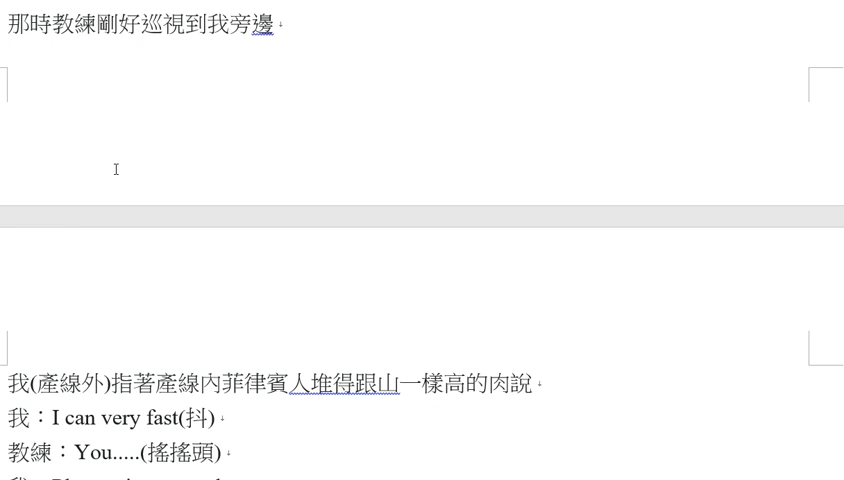 那時教練剛好巡視到我旁邊
我(產線外)指著產線內菲律賓人堆得跟山一樣高的肉說
我：I can very fast(抖)
教練：You.....(搖搖頭)